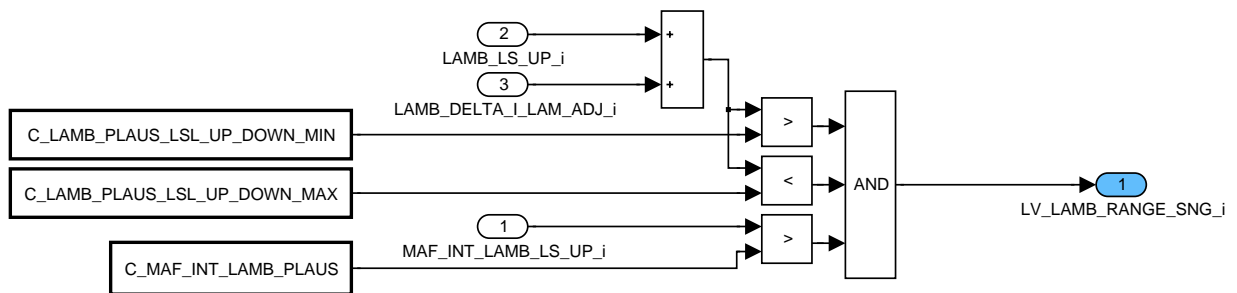 2
LAMB_LS_UP_i
+
3
LAMB_DELTA_I_LAM_ADJ_i
+
C_LAMB_PLAUS_LSL_UP_DOWN_MIN
>
C_LAMB_PLAUS_LSL_UP_DOWN_MAX
<
AND
1
LV_LAMB_RANGE_SNG_i
1
MAF_INT_LAMB_LS_UP_i
>
C_MAF_INT_LAMB_PLAUS